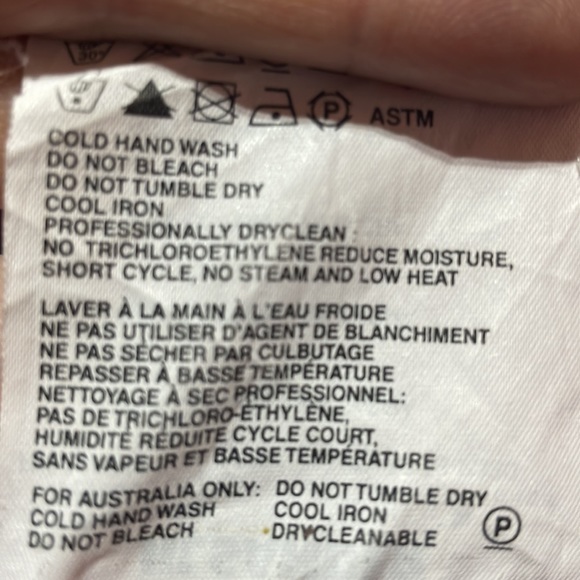 30°
P ASTM
COLD HAND WASH
DO NOT BLEACH
DO NOT TUMBLE DRY
COOL IRON
PROFESSIONALLY DRYCLEAN -
NO TRICHLOROETHYLENE REDUCE MOISTURE,
SHORT CYCLE, NO STEAM AND LOW HEAT
LAVER À LA MAIN À L'EAU FROIDE
NE PAS UTILISER D'AGENT DE BLANCHIMENT
NE PAS SÉCHER PAR CULBUTAGE
REPASSER À BASSE TEMPÉRATURE
NETTOYAGE À SEC PROFESSIONNEL:
PAS DE TRICHLORO-ÉTHYLÈNE,
HUMIDITÉ RÉDUITE CYCLE COURT,
SANS VAPEUR ET BASSE TEMPÉRATURE
FOR AUSTRALIA ONLY: DO NOT TUMBLE DRY
COLD HAND WASH COOL IRON
DO NOT BLEACH DRYCLEANABLE
P